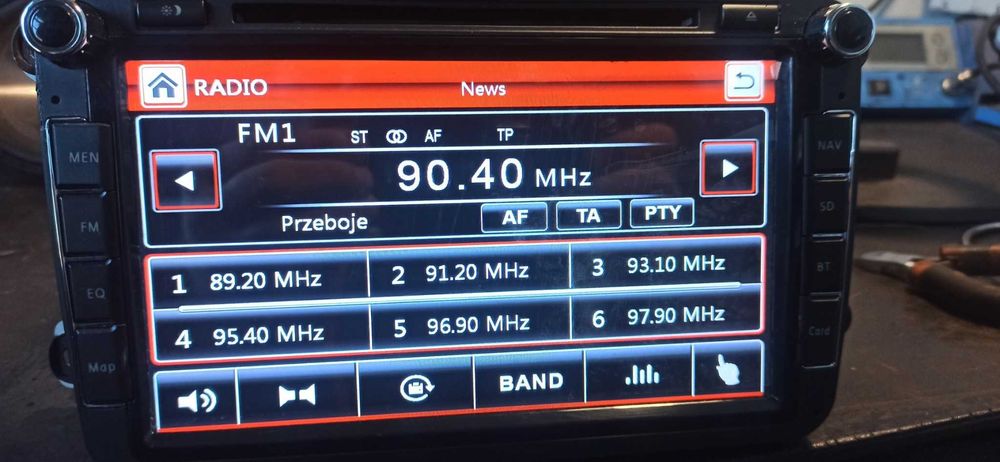 RADIO News
FM1 ST AF TP
90.40 MHz
Przeboje AF TA PTY
1 89.20 MHz 2 91.20 MHz 3 93.10 MHz
4 95.40 MHz 5 96.90 MHz 6 97.90 MHz
BAND
MEN
FM
EQ
Map
NAV
SD
BT
Card